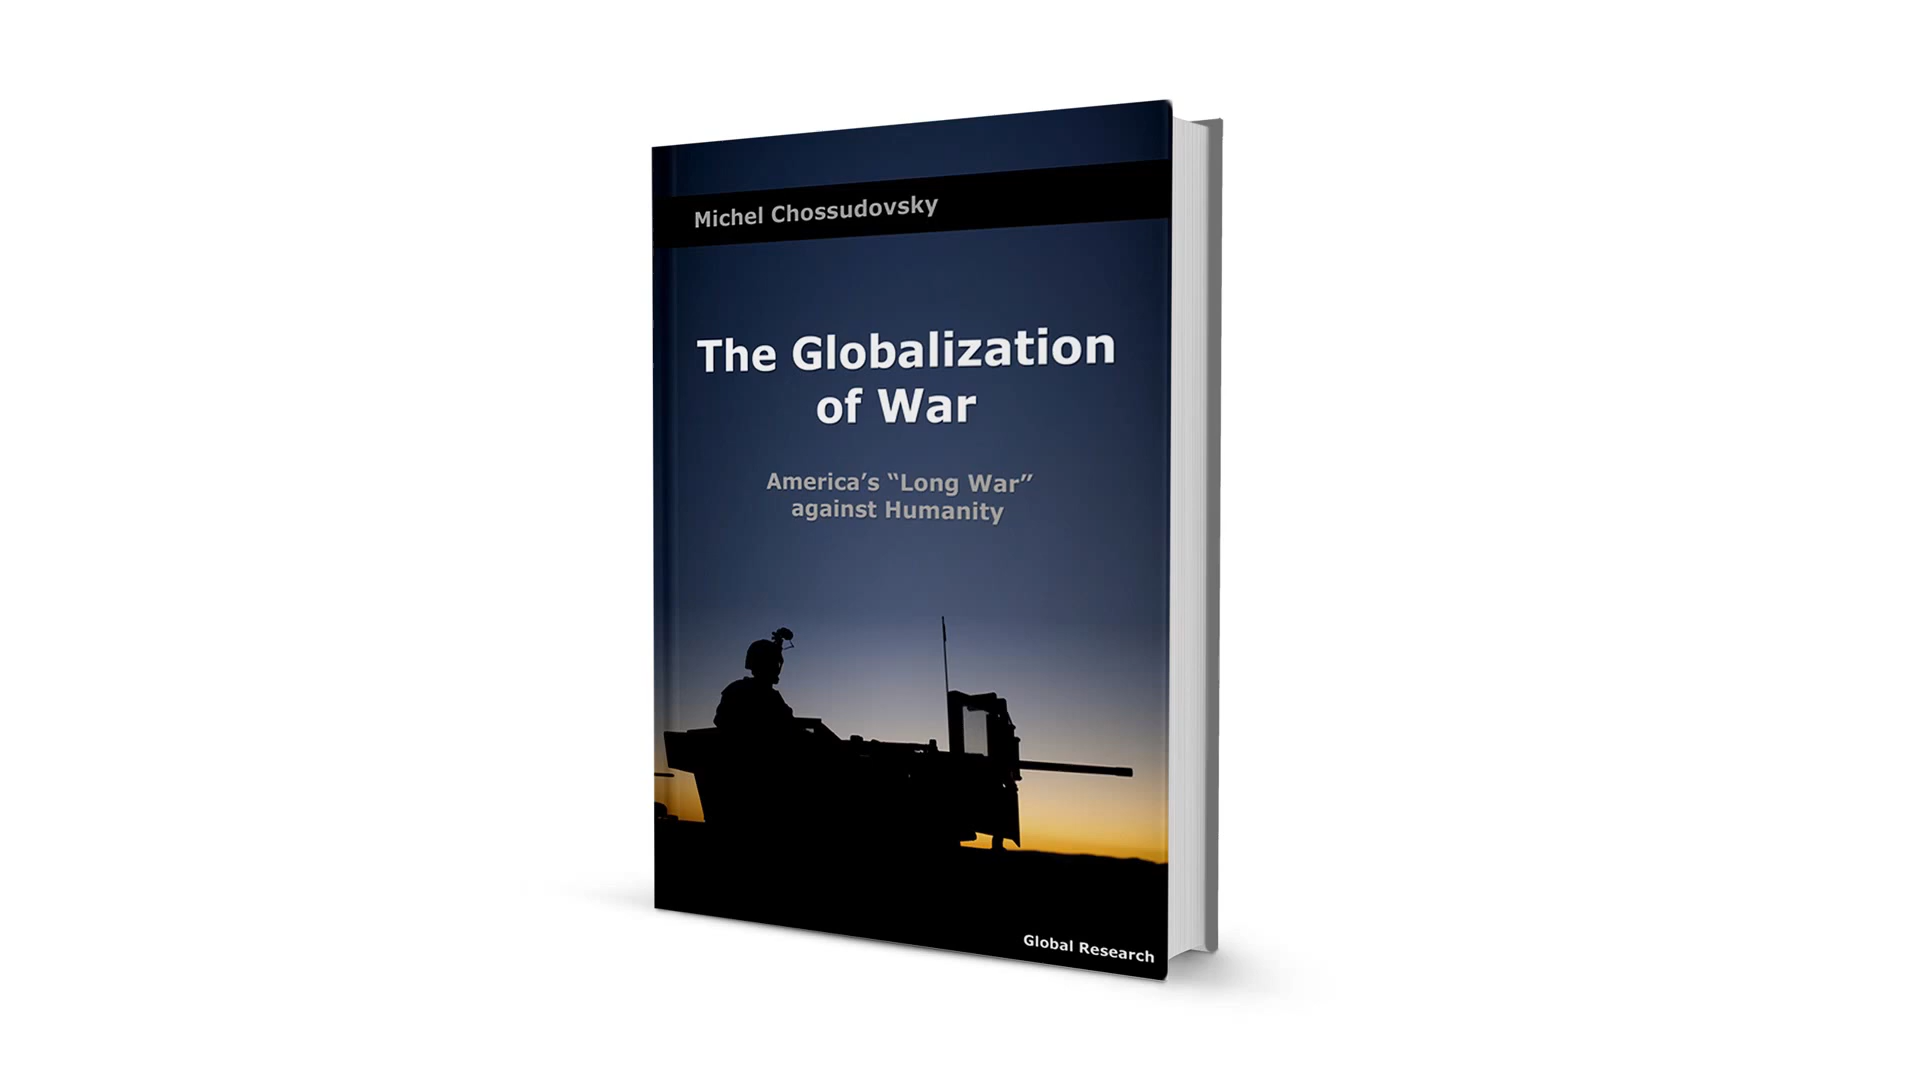 Michel Chossudovsky
The Globalization
of War
America’s “Long War”
against Humanity
Global Research